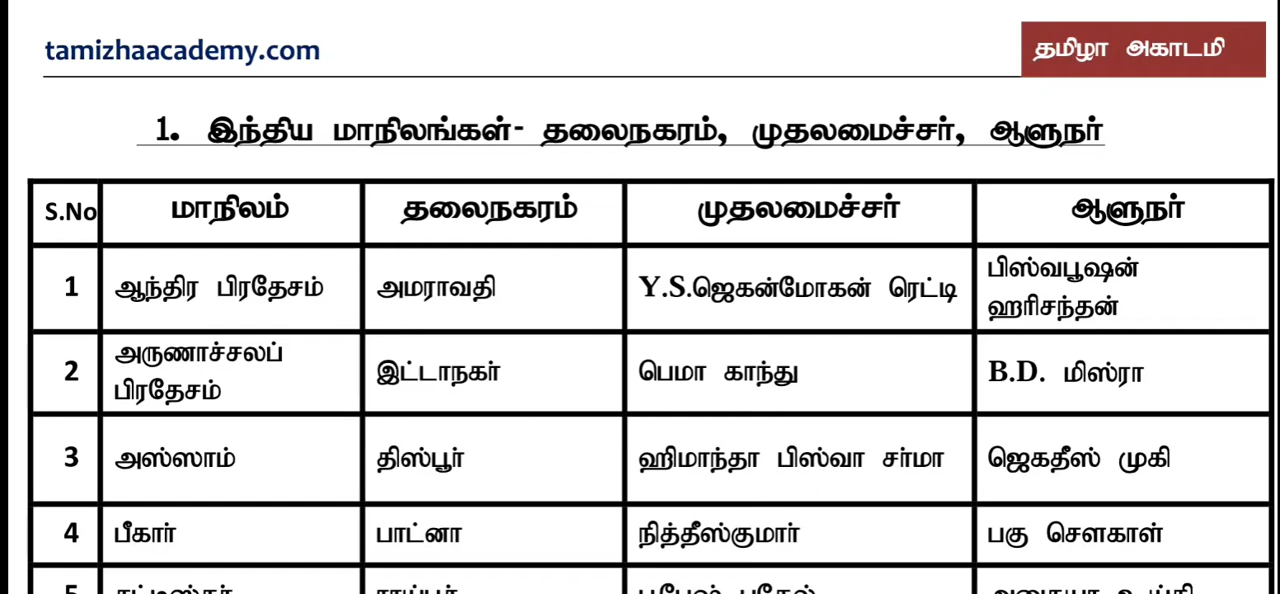 tamizhaacademy.com
தமிழா அகாடமி
1. இந்திய மாநிலங்கள்- தலைநகரம், முதலமைச்சர், ஆளுநர்
S.No மாநிலம் தலைநகரம் முதலமைச்சர் ஆளுநர்
1 ஆந்திர பிரதேசம் அமராவதி Y.S.ஜெகன்மோகன் ரெட்டி பிஸ்வபூஷன்
ஹரிசந்தன்
2 அருணாச்சலப்
பிரதேசம் இட்டாநகர் பெமா காந்து B.D. மிஸ்ரா
3 அஸ்ஸாம் திஸ்பூர் ஹிமாந்தா பிஸ்வா சர்மா ஜெகதீஸ் முகி
4 பீகார் பாட்னா நித்தீஸ்குமார் பகு சௌகாள்
5